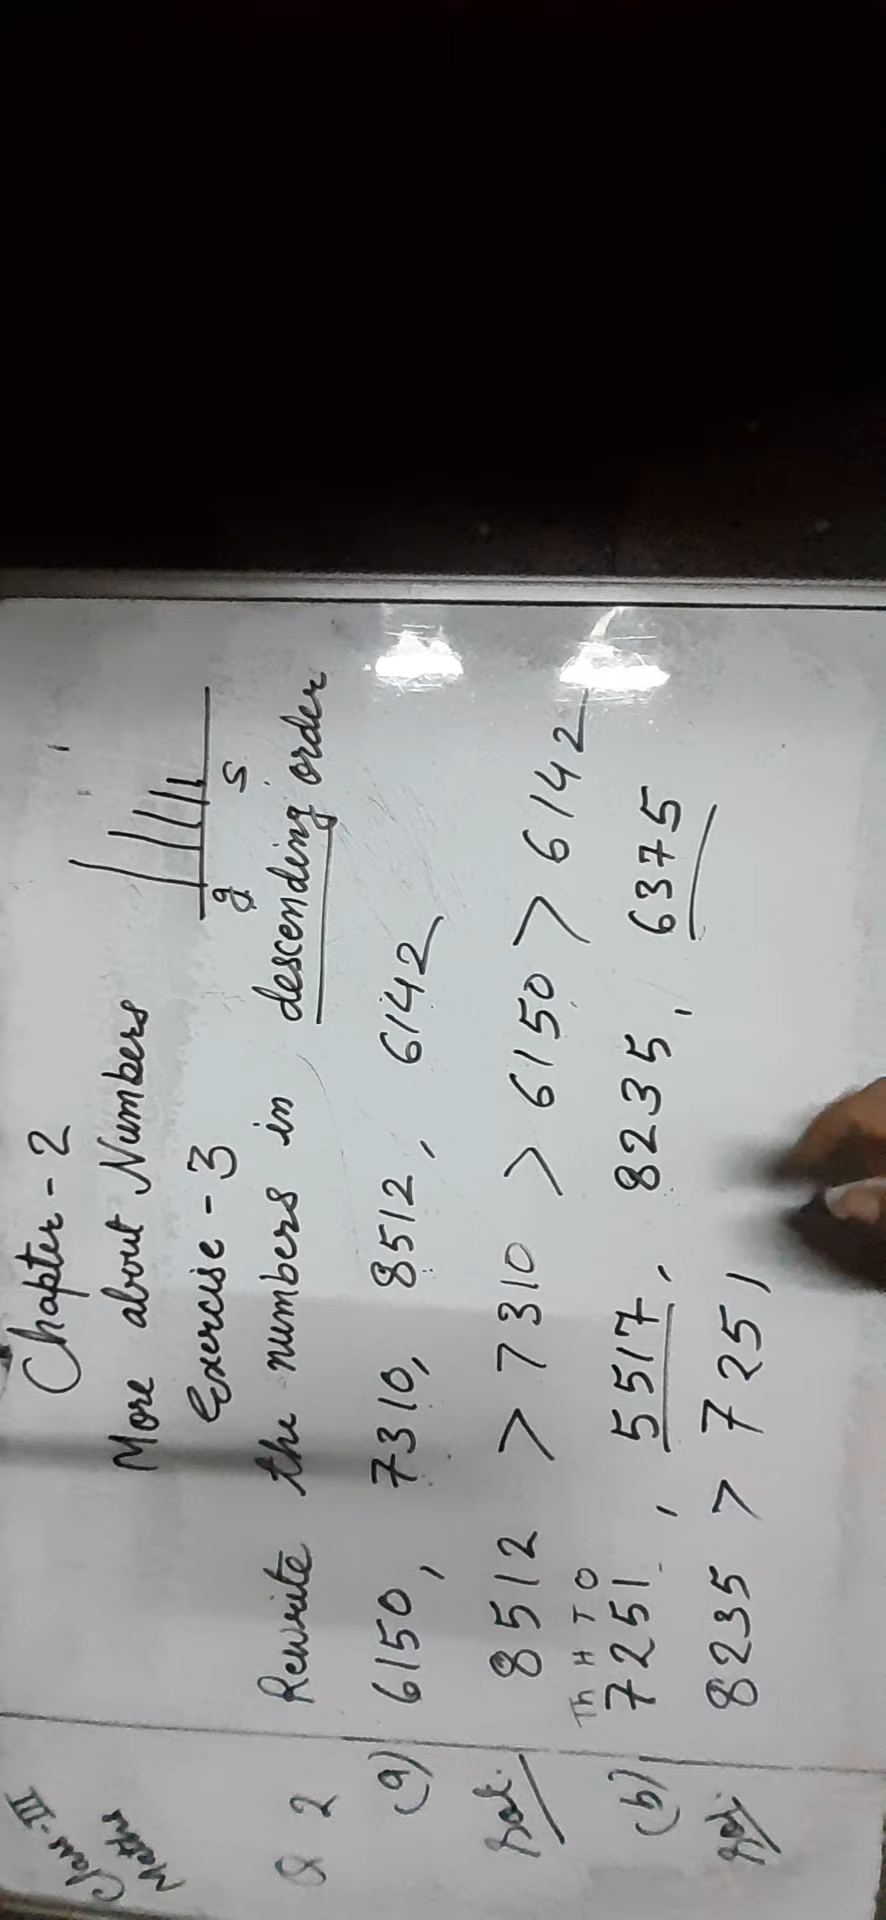 Class-III
Maths
Chapter-2
More about Numbers
Exercise-3
g s
Q 2 Rewrite the numbers in descending order
(a) 6150, 7310, 8512, 6142
Sol. 8512 > 7310 > 6150 > 6142
Th H T O
(b) 7251, 5517, 8235, 6375
Sol. 8235 > 7251